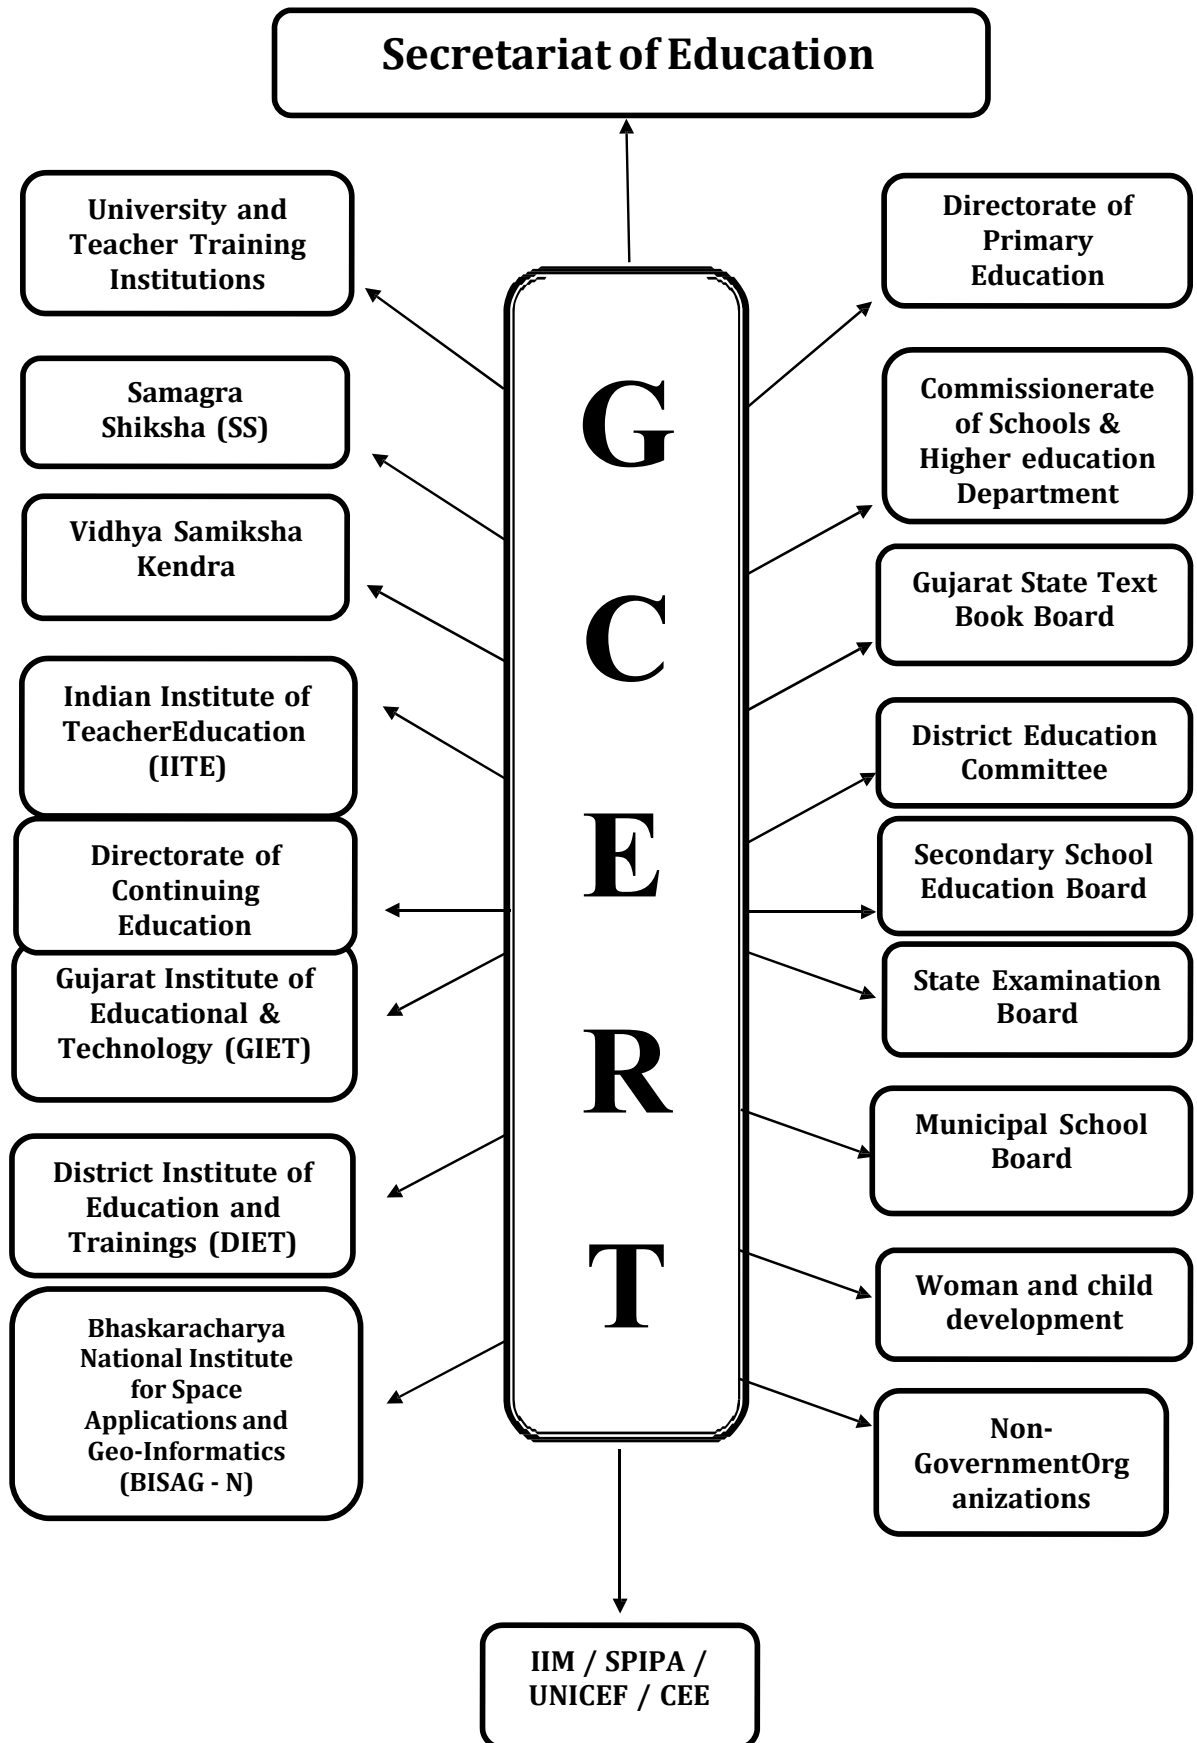 Secretariat of Education
University and
Teacher Training
Institutions
Samagra
Shiksha (SS)
Vidhya Samiksha
Kendra
Indian Institute of
TeacherEducation
(IITE)
Directorate of
Continuing
Education
Gujarat Institute of
Educational &
Technology (GIET)
District Institute of
Education and
Trainings (DIET)
Bhaskaracharya
National Institute
for Space
Applications and
Geo-Informatics
(BISAG - N)
G
C
E
R
T
Directorate of
Primary
Education
Commissionerate
of Schools &
Higher education
Department
Gujarat State Text
Book Board
District Education
Committee
Secondary School
Education Board
State Examination
Board
Municipal School
Board
Woman and child
development
Non-
GovernmentOrg
anizations
IIM / SPIPA /
UNICEF / CEE